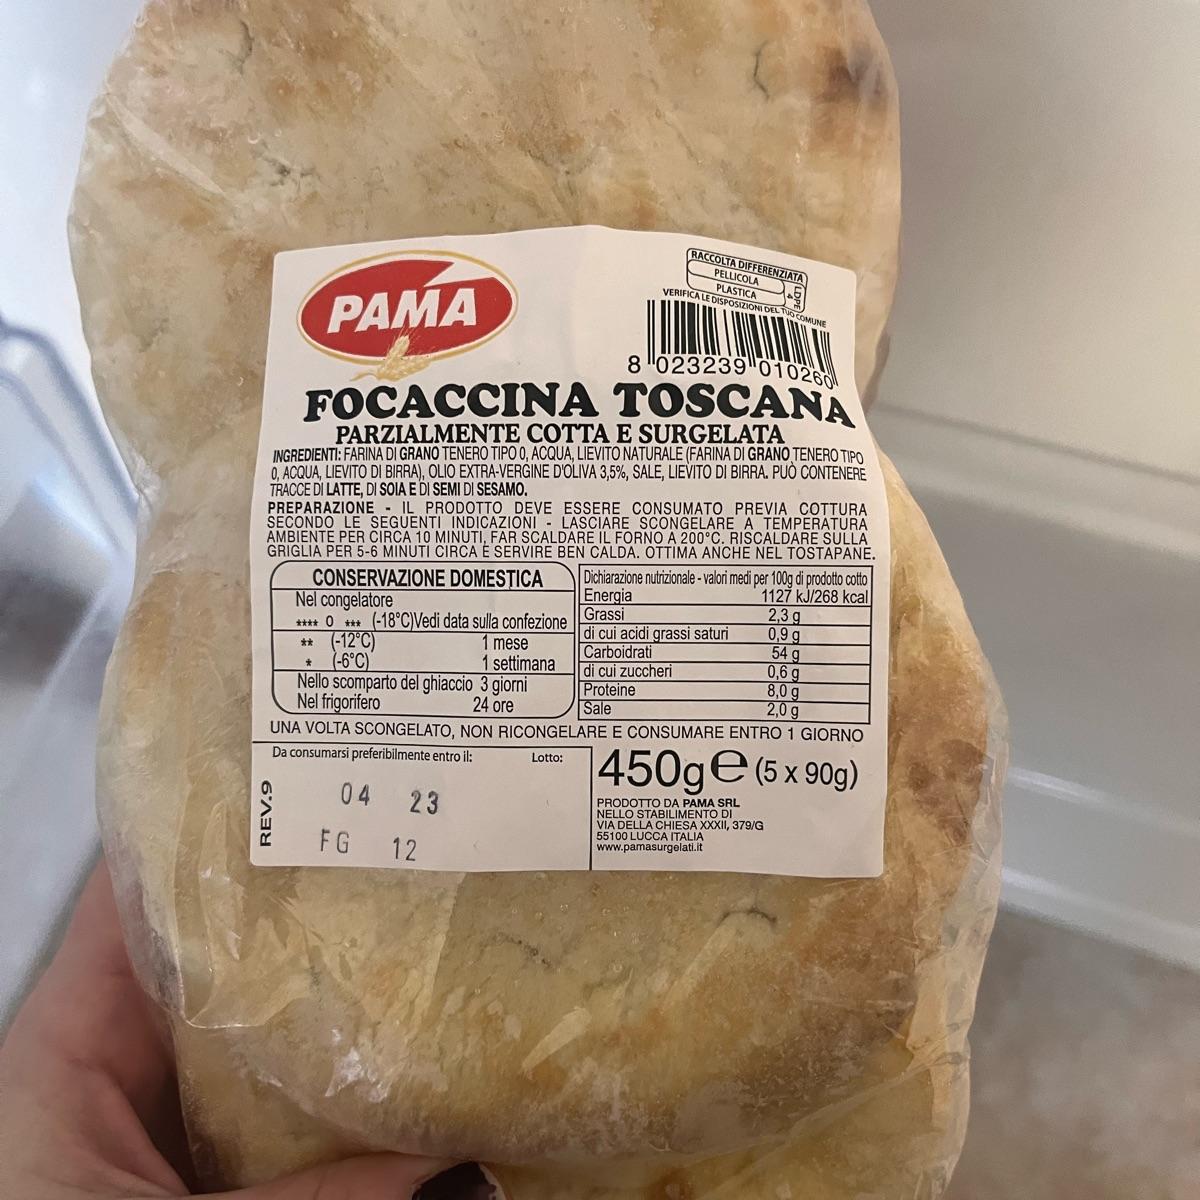 PAMA
RACCOLTA DIFFERENZIATA
PELLICOLA
PLASTICA
LDPE 4
VERIFICA LE DISPOSIZIONI DEL TUO COMUNE
8 023239 010260
FOCACCINA TOSCANA
PARZIALMENTE COTTA E SURGELATA
INGREDIENTI: FARINA DI GRANO TENERO TIPO 0, ACQUA, LIEVITO NATURALE (FARINA DI GRANO TENERO TIPO
0, ACQUA, LIEVITO DI BIRRA), OLIO EXTRA-VERGINE D'OLIVA 3,5%, SALE, LIEVITO DI BIRRA. PUÒ CONTENERE
TRACCE DI LATTE, DI SOIA E DI SEMI DI SESAMO.
PREPARAZIONE - IL PRODOTTO DEVE ESSERE CONSUMATO PREVIA COTTURA
SECONDO LE SEGUENTI INDICAZIONI - LASCIARE SCONGELARE A TEMPERATURA
AMBIENTE PER CIRCA 10 MINUTI, FAR SCALDARE IL FORNO A 200°C. RISCALDARE SULLA
GRIGLIA PER 5-6 MINUTI CIRCA E SERVIRE BEN CALDA. OTTIMA ANCHE NEL TOSTAPANE.
CONSERVAZIONE DOMESTICA
Nel congelatore
**** O *** (-18°C)Vedi data sulla confezione
** (-12°C) 1 mese
* (-6°C) 1 settimana
Nello scomparto del ghiaccio 3 giorni
Nel frigorifero 24 ore
Dichiarazione nutrizionale - valori medi per 100g di prodotto cotto
Energia 1127 kJ/268 kcal
Grassi 2,3 g
di cui acidi grassi saturi 0,9 g
Carboidrati 54 g
di cui zuccheri 0,6 g
Proteine 8,0 g
Sale 2,0 g
UNA VOLTA SCONGELATO, NON RICONGELARE E CONSUMARE ENTRO 1 GIORNO
Da consumarsi preferibilmente entro il: Lotto:
04 23
FG 12
REV.9
450g e (5 x 90g)
PRODOTTO DA PAMA SRL
NELLO STABILIMENTO DI
VIA DELLA CHIESA XXXII, 379/G
55100 LUCCA ITALIA
www.pamasurgelati.it